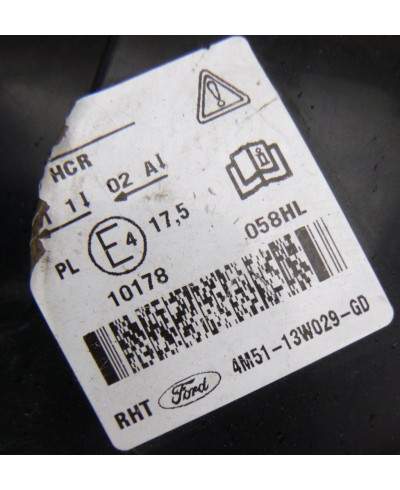 HCR
1 1↓ 02 A↓
PL E4 17,5
10178 058HL
4M51-13W029-GD
RHT Ford